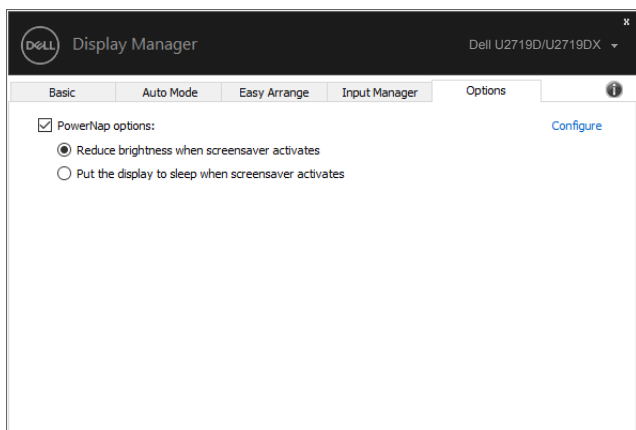 x
DELL Display Manager Dell U2719D/U2719DX
Basic Auto Mode Easy Arrange Input Manager Options
PowerNap options: Configure
Reduce brightness when screensaver activates
Put the display to sleep when screensaver activates